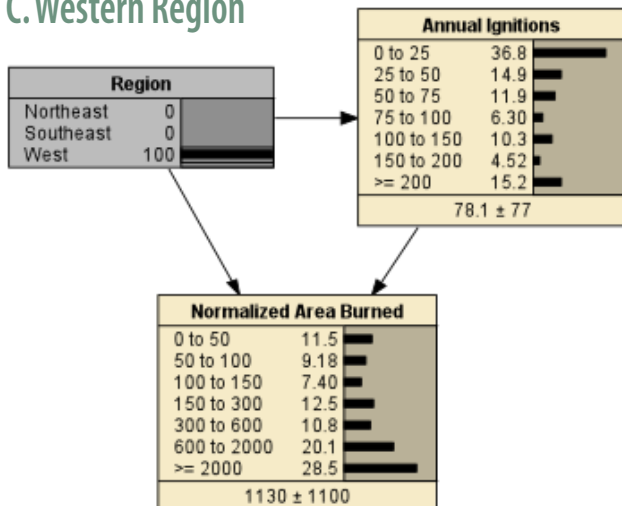 C. Western Region
Annual Ignitions
0 to 25 36.8
25 to 50 14.9
50 to 75 11.9
75 to 100 6.30
100 to 150 10.3
150 to 200 4.52
>= 200 15.2
78.1 ± 77
Region
Northeast 0
Southeast 0
West 100
Normalized Area Burned
0 to 50 11.5
50 to 100 9.18
100 to 150 7.40
150 to 300 12.5
300 to 600 10.8
600 to 2000 20.1
>= 2000 28.5
1130 ± 1100